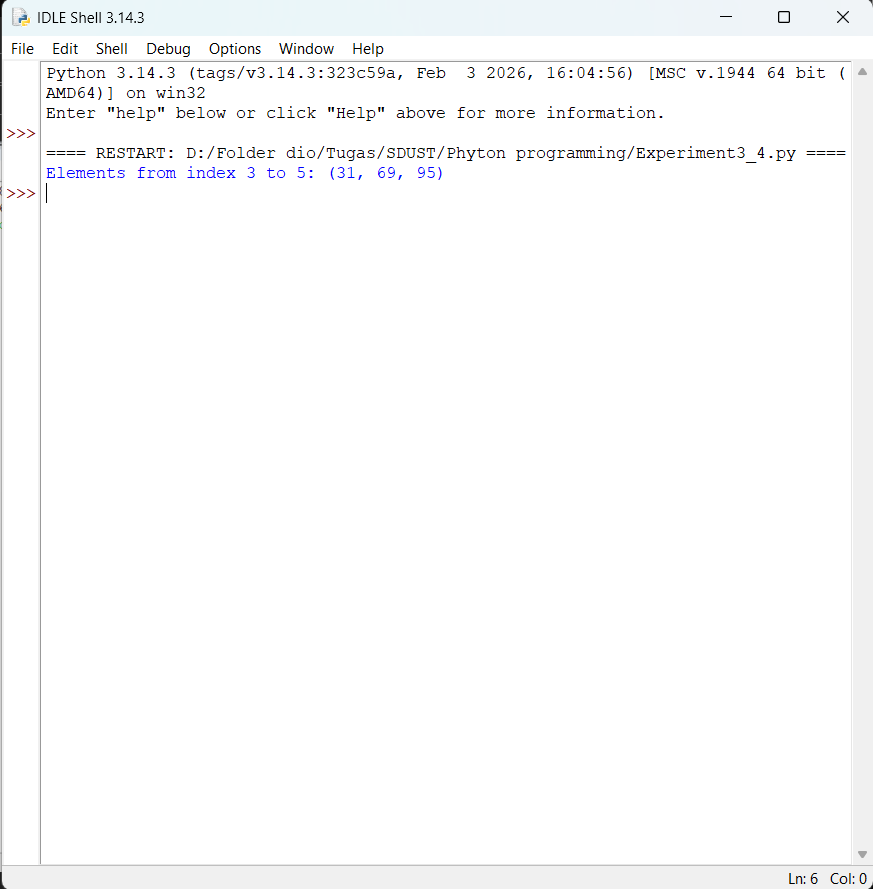 IDLE Shell 3.14.3
File Edit Shell Debug Options Window Help
Python 3.14.3 (tags/v3.14.3:323c59a, Feb  3 2026, 16:04:56) [MSC v.1944 64 bit (
AMD64)] on win32
Enter "help" below or click "Help" above for more information.
>>>
==== RESTART: D:/Folder dio/Tugas/SDUST/Phyton programming/Experiment3_4.py ====
Elements from index 3 to 5: (31, 69, 95)
>>>
Ln: 6 Col: 0